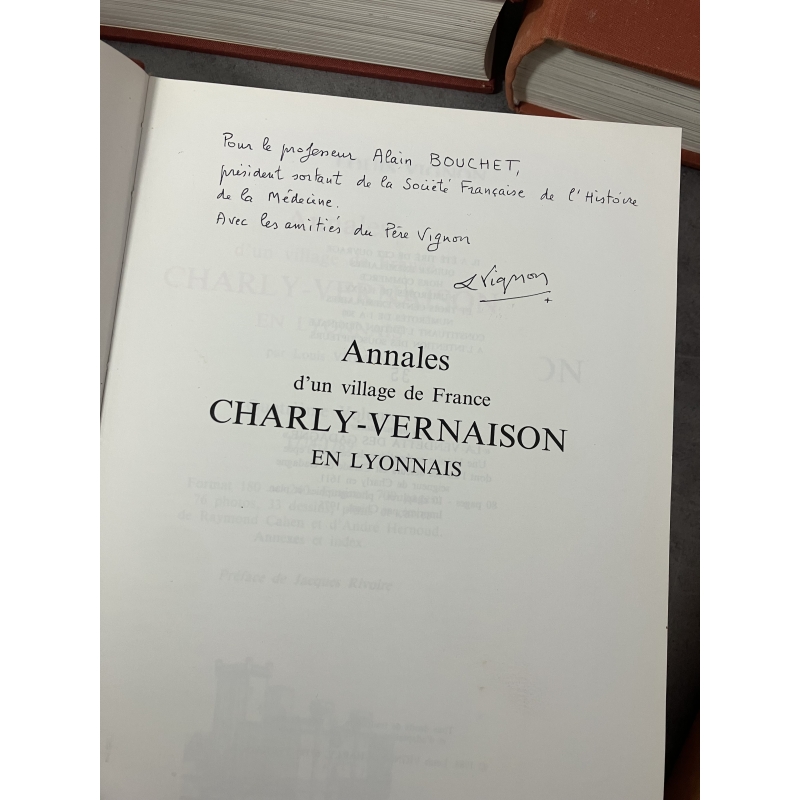 Pour le professeur Alain BOUCHET,
président sortant de la Société Française de l'Histoire
de la Médecine.
Avec les amitiés du Père Vignon
L Vignon
Annales
d'un village de France
CHARLY-VERNAISON
EN LYONNAIS